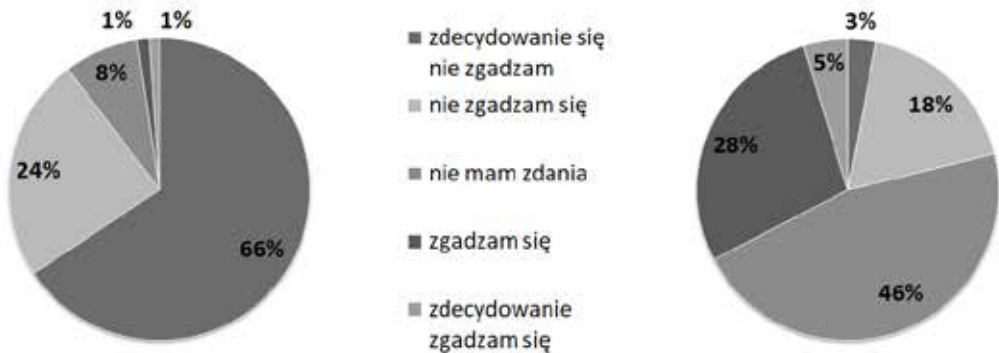 1%
1%
8%
24%
66%
zdecydowanie się
nie zgadzam
nie zgadzam się
nie mam zdania
zgadzam się
zdecydowanie
zgadzam się
3%
5%
18%
28%
46%